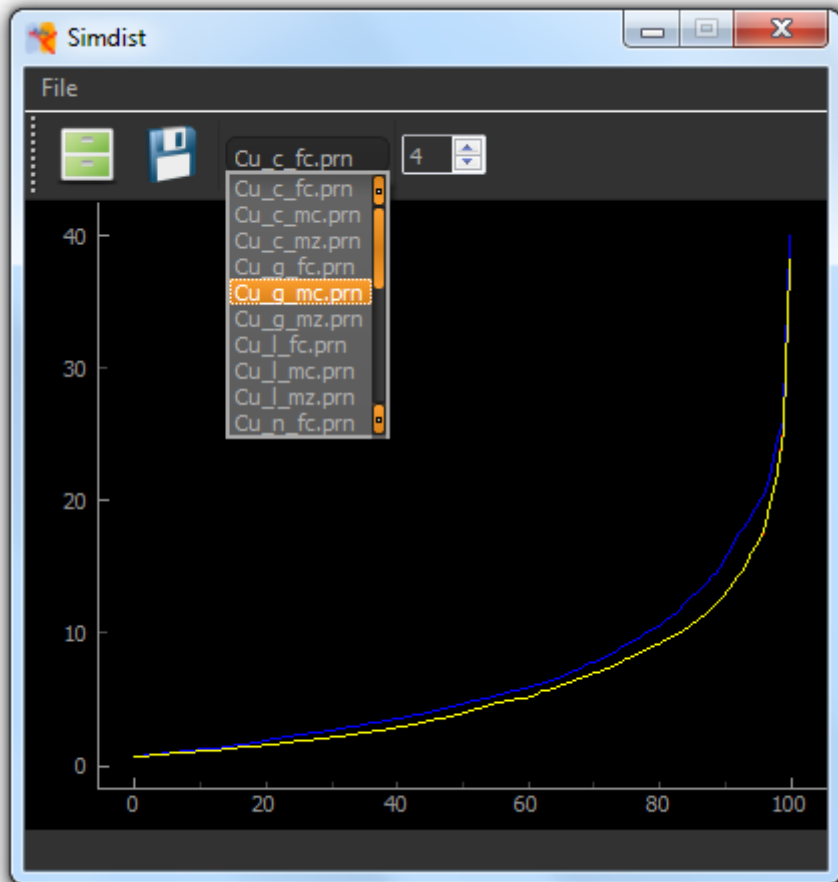 Simdist
File
Cu_c_fc.prn
4
Cu_c_fc.prn
Cu_c_mc.prn
Cu_c_mz.prn
Cu_g_fc.prn
Cu_g_mc.prn
Cu_g_mz.prn
Cu_l_fc.prn
Cu_l_mc.prn
Cu_l_mz.prn
Cu_n_fc.prn
40
30
20
10
0
0 20 40 60 80 100